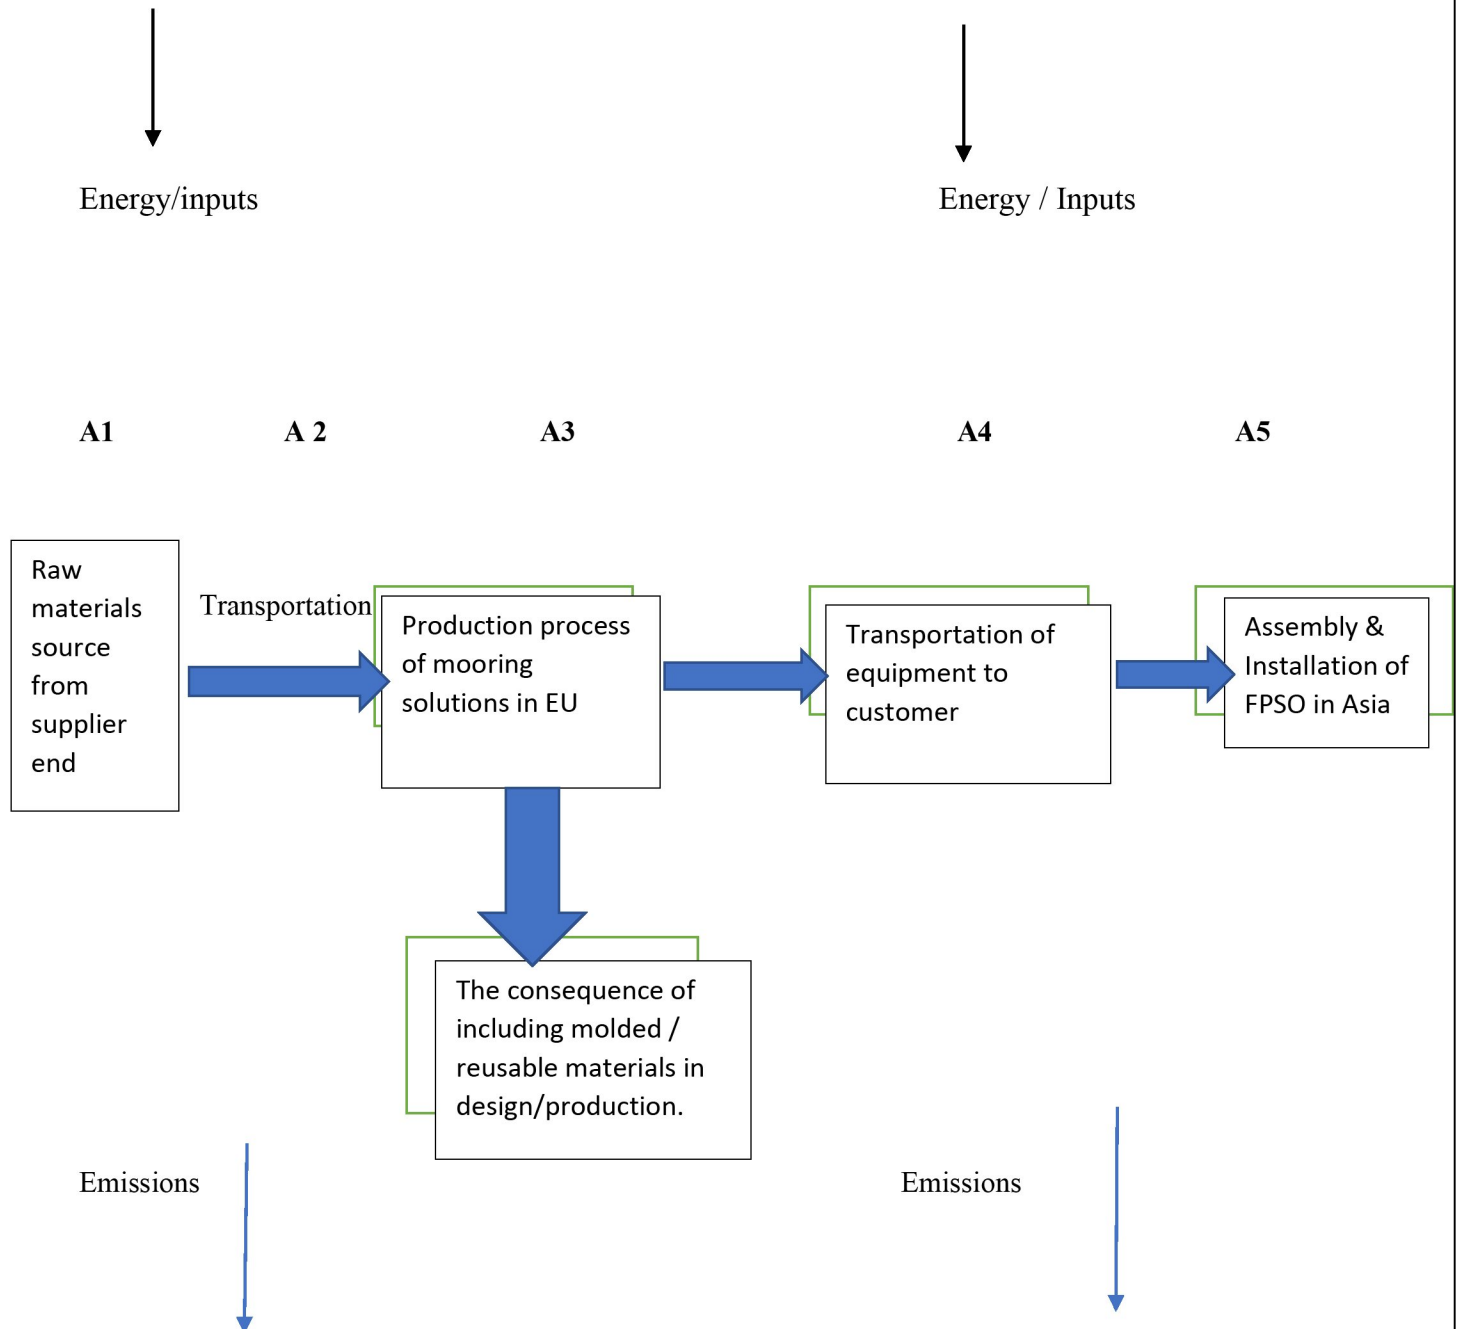 Energy/inputs
Energy / Inputs
A1
A 2
A3
A4
A5
Raw
materials
source
from
supplier
end
Transportation
Production process
of mooring
solutions in EU
Transportation of
equipment to
customer
Assembly &
Installation of
FPSO in Asia
The consequence of
including molded /
reusable materials in
design/production.
Emissions
Emissions